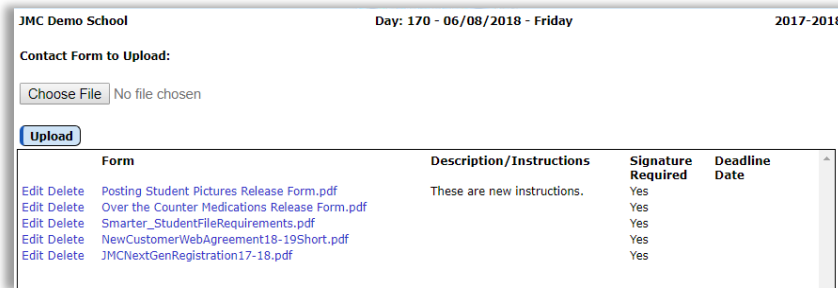 JMC Demo School Day: 170 - 06/08/2018 - Friday 2017-2018
Contact Form to Upload:
Choose File No file chosen
Upload
Form Description/Instructions Signature Required Deadline Date
Edit Delete Posting Student Pictures Release Form.pdf These are new instructions. Yes
Edit Delete Over the Counter Medications Release Form.pdf Yes
Edit Delete Smarter_StudentFileRequirements.pdf Yes
Edit Delete NewCustomerWebAgreement18-19Short.pdf Yes
Edit Delete JMCNextGenRegistration17-18.pdf Yes